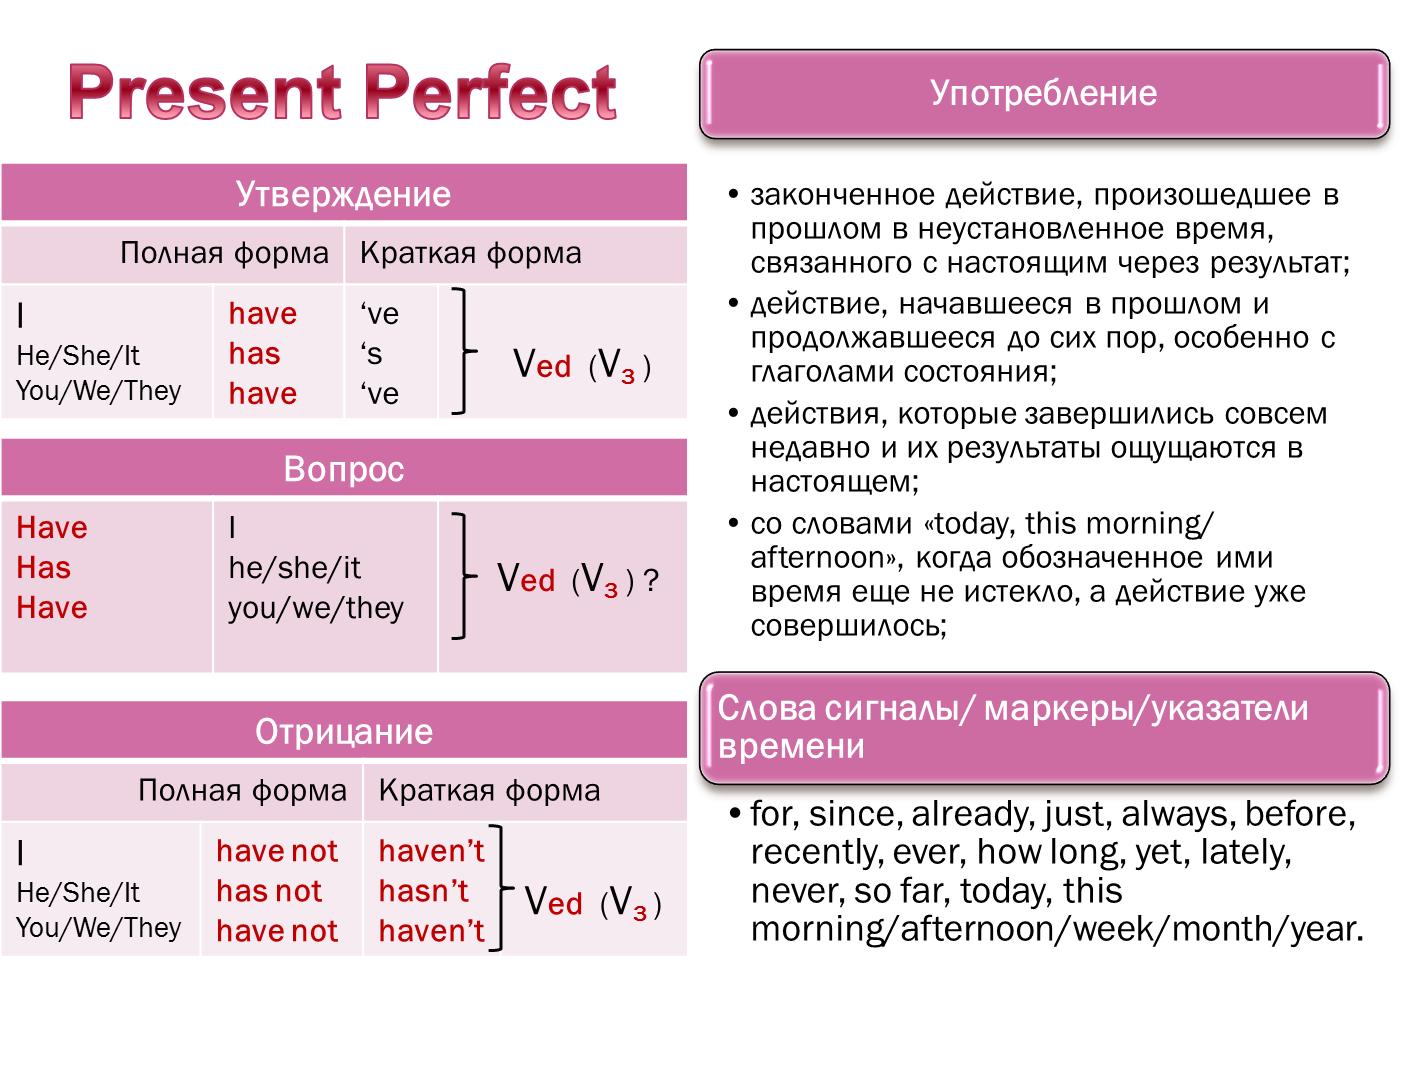 Present Perfect
Утверждение
Полная форма Краткая форма
I have ‘ve
He/She/It has ‘s
You/We/They have ‘ve
Ved (V3 )
Вопрос
Have I
Has he/she/it
Have you/we/they
Ved (V3 ) ?
Отрицание
Полная форма Краткая форма
I have not haven’t
He/She/It has not hasn’t
You/We/They have not haven’t
Ved (V3 )
Употребление
• законченное действие, произошедшее в
прошлом в неустановленное время,
связанного с настоящим через результат;
• действие, начавшееся в прошлом и
продолжавшееся до сих пор, особенно с
глаголами состояния;
• действия, которые завершились совсем
недавно и их результаты ощущаются в
настоящем;
• со словами «today, this morning/
afternoon», когда обозначенное ими
время еще не истекло, а действие уже
совершилось;
Слова сигналы/ маркеры/указатели
времени
• for, since, already, just, always, before,
recently, ever, how long, yet, lately,
never, so far, today, this
morning/afternoon/week/month/year.